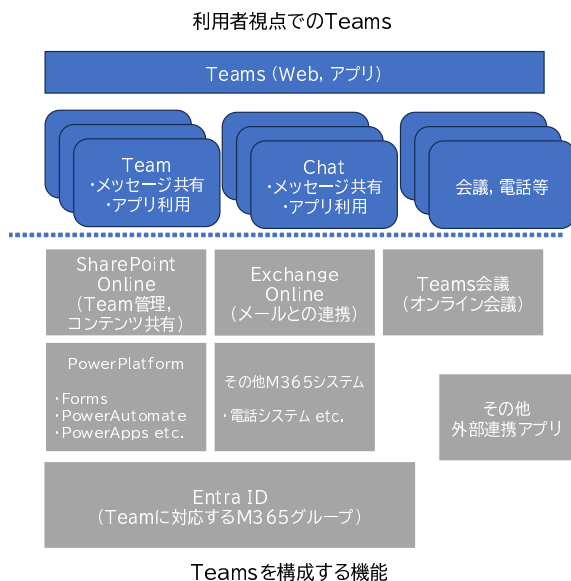 利用者視点でのTeams
Teams (Web, アプリ)
Team
・メッセージ共有
・アプリ利用
Chat
・メッセージ共有
・アプリ利用
会議, 電話等
SharePoint
Online
(Team管理,
コンテンツ共有)
Exchange
Online
(メールとの連携)
Teams会議
(オンライン会議)
PowerPlatform
・Forms
・PowerAutomate
・PowerApps etc.
その他M365システム
・電話システム etc.
その他
外部連携アプリ
Entra ID
(Teamに対応するM365グループ)
Teamsを構成する機能